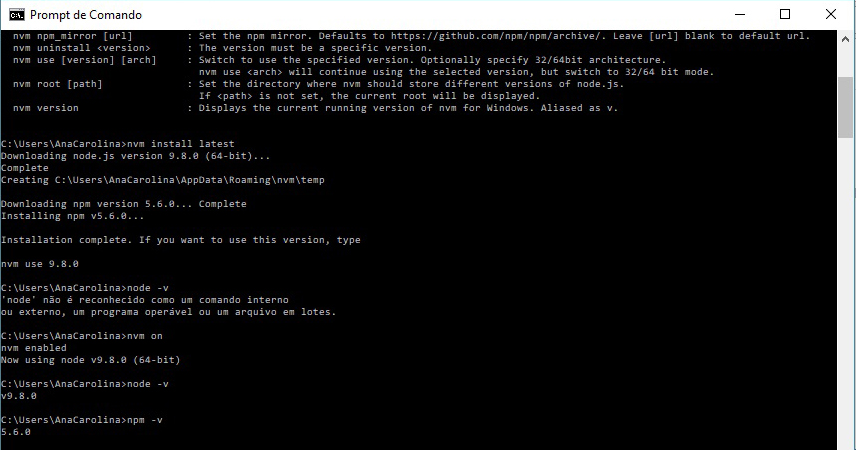 Prompt de Comando
nvm npm_mirror [url] : Set the npm mirror. Defaults to https://github.com/npm/npm/archive/. Leave [url] blank to default url.
nvm uninstall <version> : The version must be a specific version.
nvm use [version] [arch] : Switch to use the specified version. Optionally specify 32/64bit architecture.
nvm use <arch> will continue using the selected version, but switch to 32/64 bit mode.
nvm root [path] : Set the directory where nvm should store different versions of node.js.
If <path> is not set, the current root will be displayed.
nvm version : Displays the current running version of nvm for Windows. Aliased as v.
C:\Users\AnaCarolina>nvm install latest
Downloading node.js version 9.8.0 (64-bit)...
Complete
Creating C:\Users\AnaCarolina\AppData\Roaming\nvm\temp
Downloading npm version 5.6.0... Complete
Installing npm v5.6.0...
Installation complete. If you want to use this version, type
nvm use 9.8.0
C:\Users\AnaCarolina>node -v
'node' não é reconhecido como um comando interno
ou externo, um programa operável ou um arquivo em lotes.
C:\Users\AnaCarolina>nvm on
nvm enabled
Now using node v9.8.0 (64-bit)
C:\Users\AnaCarolina>node -v
v9.8.0
C:\Users\AnaCarolina>npm -v
5.6.0